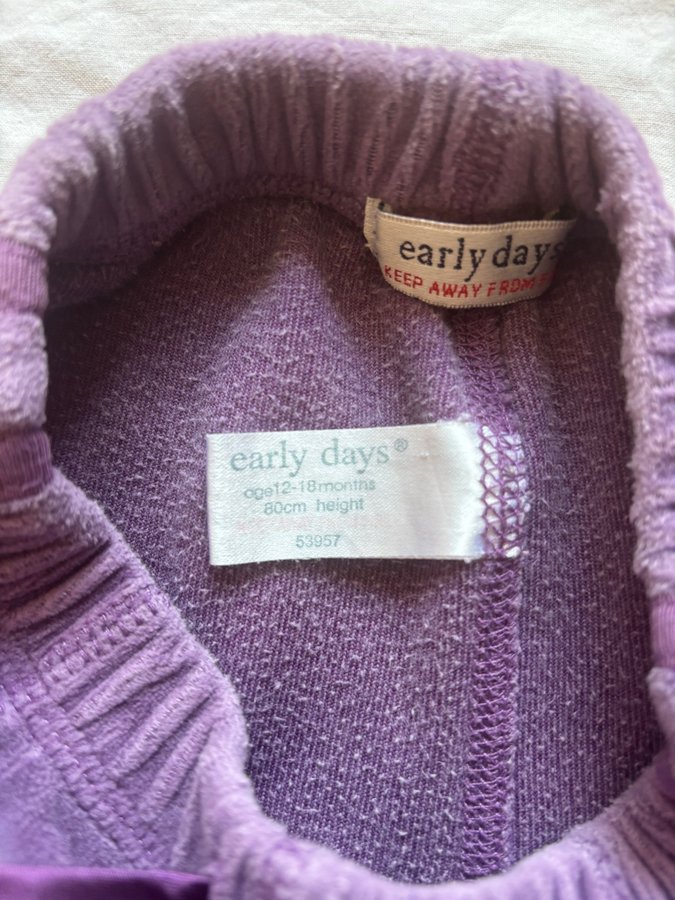 early days
KEEP AWAY FROM
early days®
age12-18months
80cm height
53957